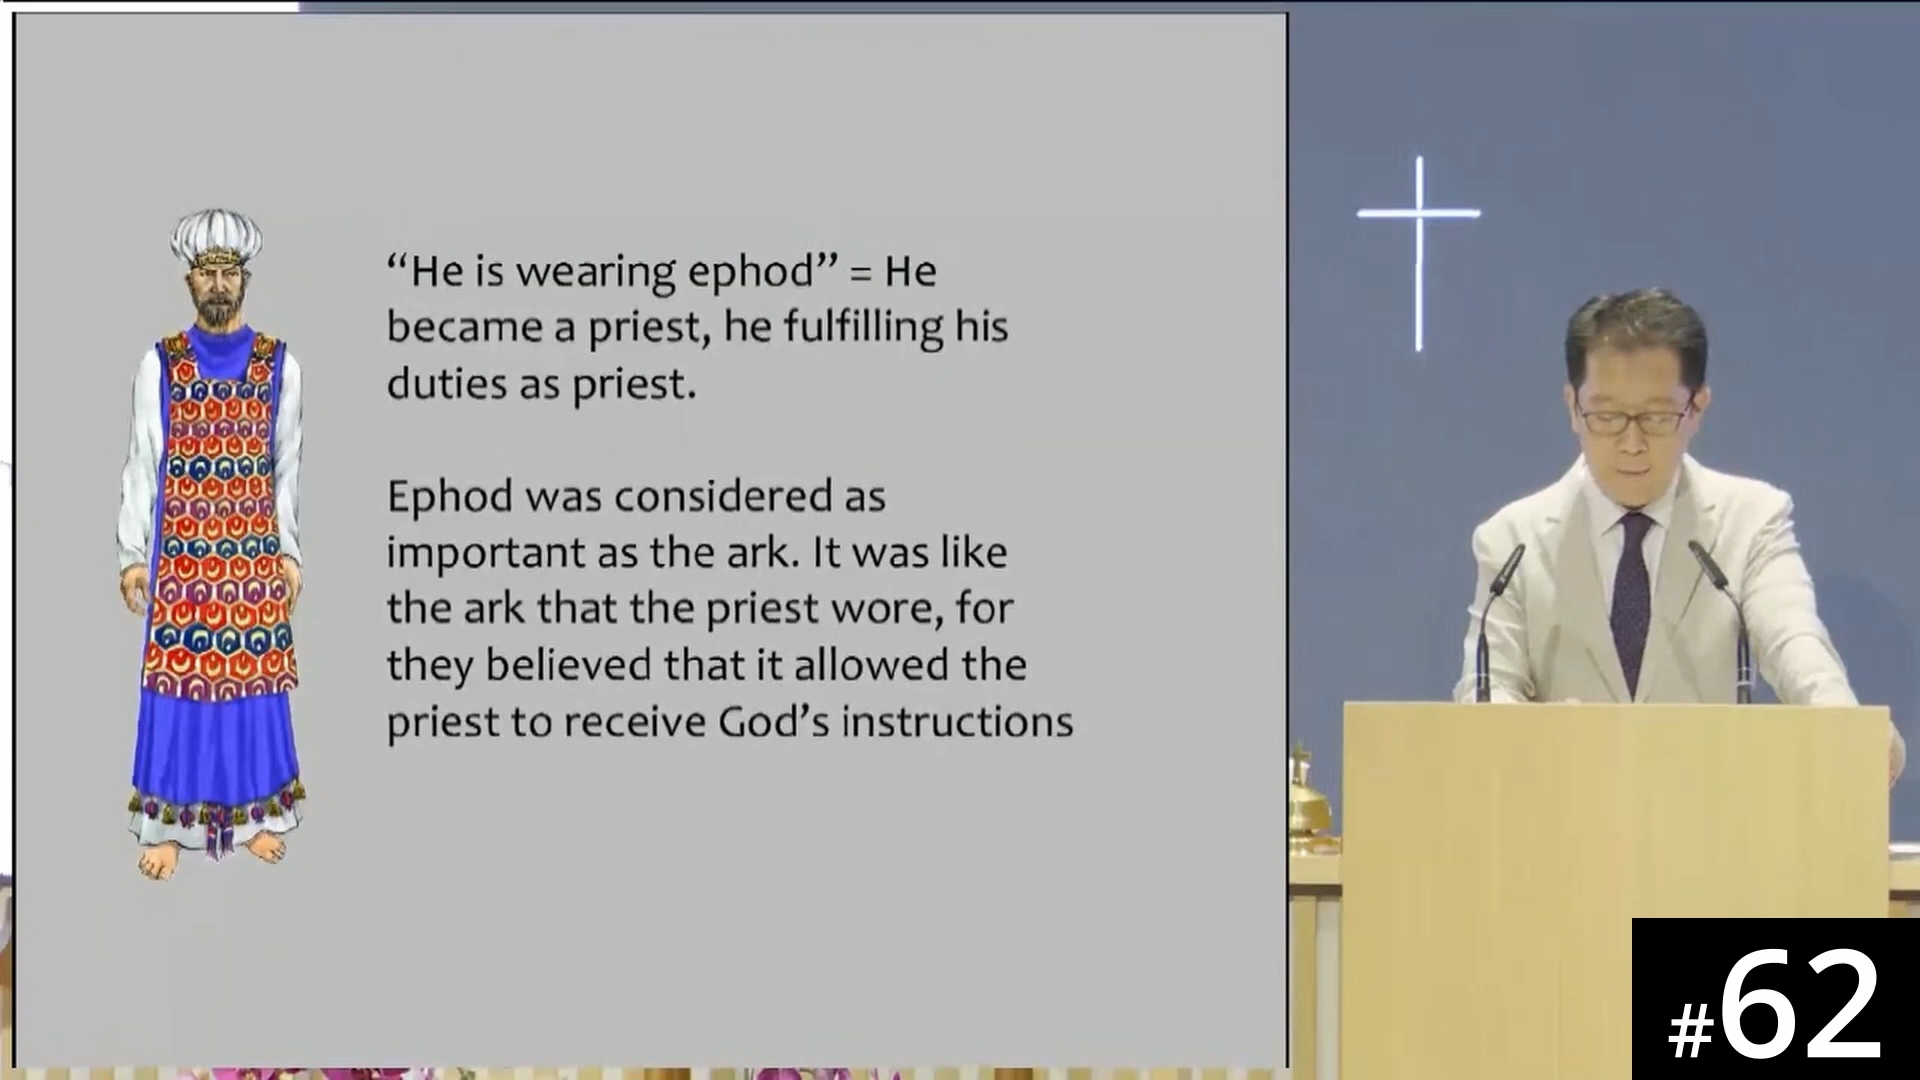 “He is wearing ephod” = He
became a priest, he fulfilling his
duties as priest.
Ephod was considered as
important as the ark. It was like
the ark that the priest wore, for
they believed that it allowed the
priest to receive God’s instructions
#62